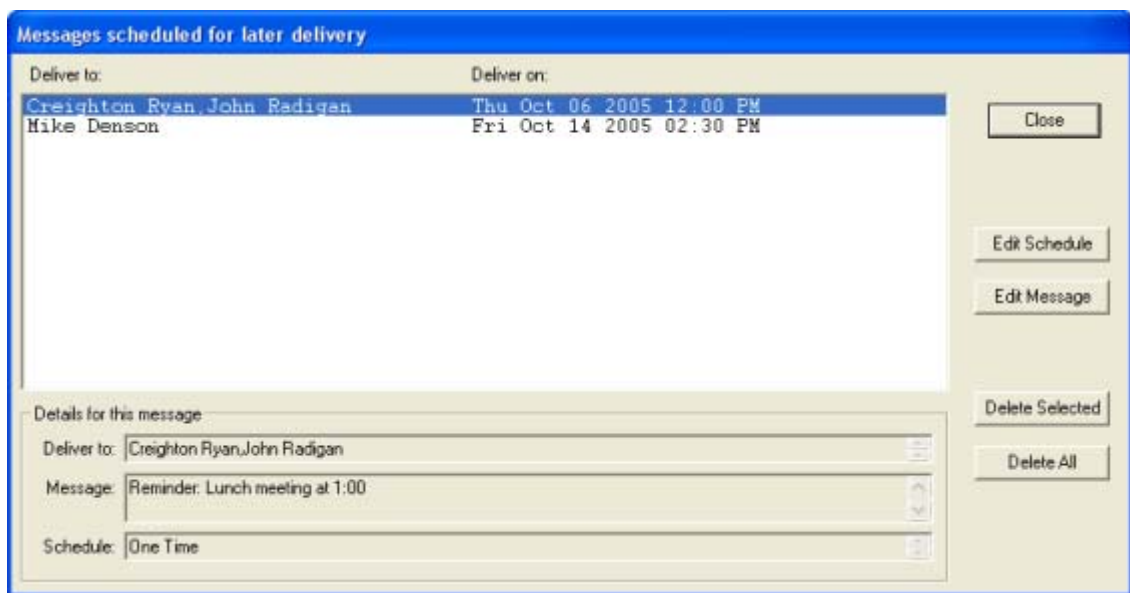 Messages scheduled for later delivery
Deliver to: Deliver on:
Creighton Ryan,John Radigan Thu Oct 06 2005 12:00 PM
Mike Denson Fri Oct 14 2005 02:30 PM
Close
Edit Schedule
Edit Message
Delete Selected
Delete All
Details for this message
Deliver to: Creighton Ryan,John Radigan
Message: Reminder: Lunch meeting at 1:00
Schedule: One Time